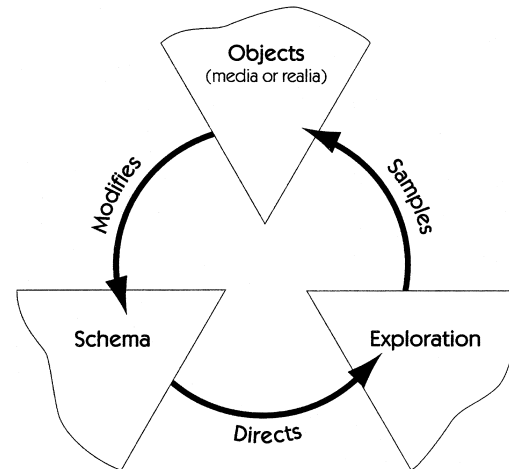 Objects
(media or realia)
Modifies
Samples
Schema
Exploration
Directs